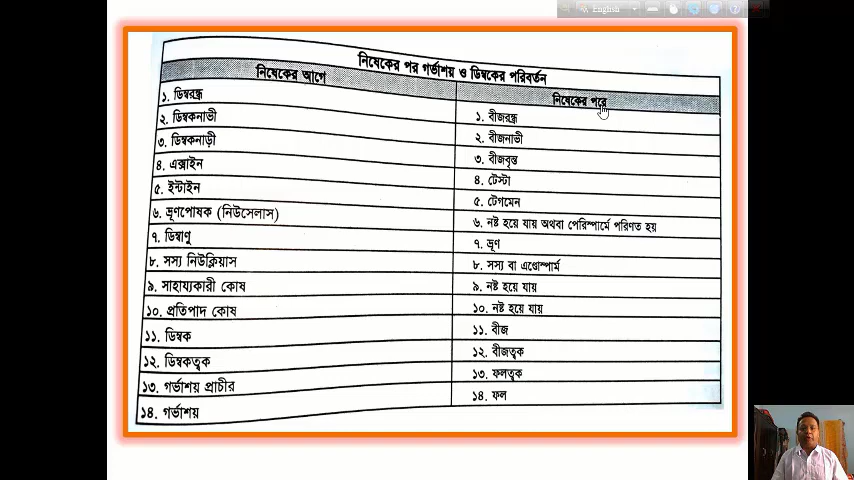 English
নিষেকের পর গর্ভাশয় ও ডিম্বকের পরিবর্তন
নিষেকের আগে
নিষেকের পরে
১. ডিম্বরন্ধ্র
১. বীজরন্ধ্র
২. ডিম্বকনাভী
২. বীজনাভী
৩. ডিম্বকনাড়ী
৩. বীজবৃন্ত
৪. এক্সাইন
৪. টেস্টা
৫. ইন্টাইন
৫. টেগমেন
৬. ভ্রূণপোষক (নিউসেলাস)
৬. নষ্ট হয়ে যায় অথবা পেরিস্পার্মে পরিণত হয়
৭. ডিম্বাণু
৭. ভ্রূণ
৮. সস্য নিউক্লিয়াস
৮. সস্য বা এণ্ডোস্পার্ম
৯. সাহায্যকারী কোষ
৯. নষ্ট হয়ে যায়
১০. প্রতিপাদ কোষ
১০. নষ্ট হয়ে যায়
১১. ডিম্বক
১১. বীজ
১২. ডিম্বকত্বক
১২. বীজত্বক
১৩. গর্ভাশয় প্রাচীর
১৩. ফলত্বক
১৪. গর্ভাশয়
১৪. ফল